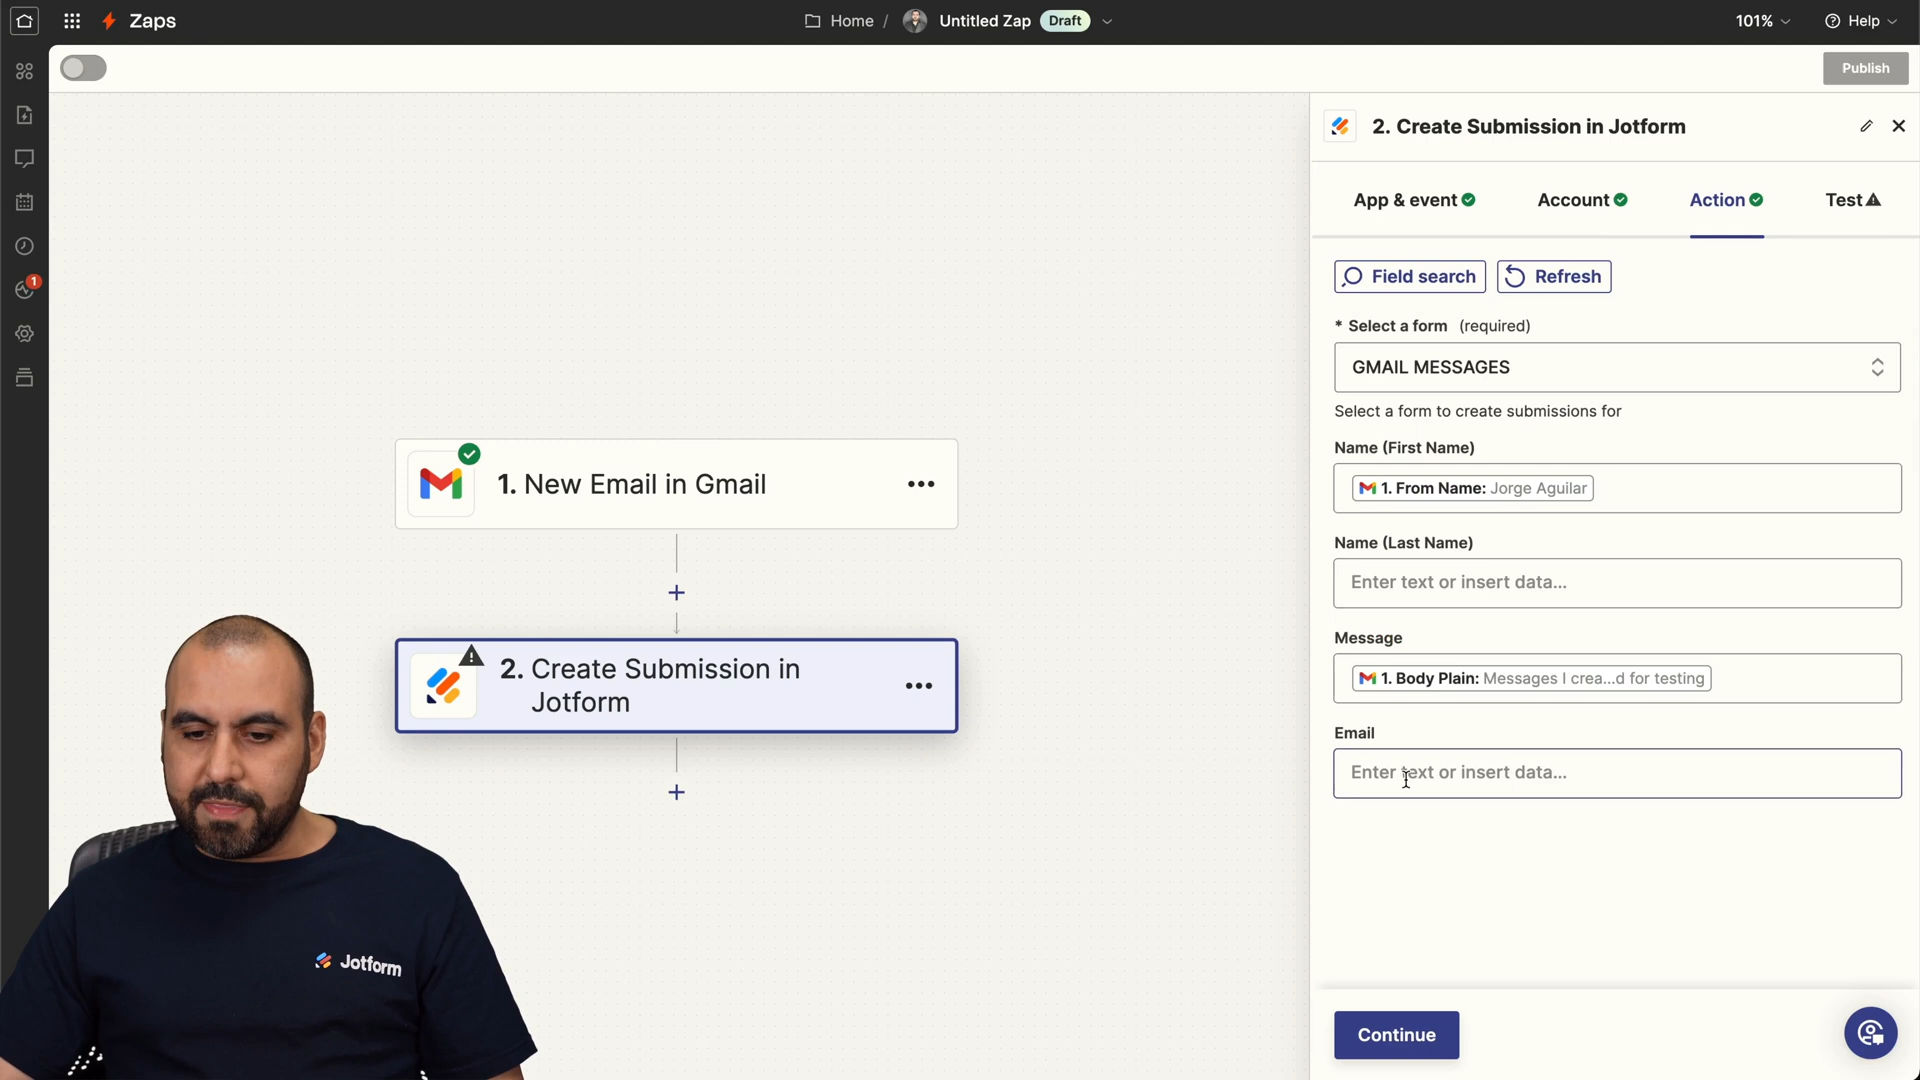 Zaps
Home / Untitled Zap Draft
101%
Help
Publish
1
2. Create Submission in Jotform
App & event
Account
Action
Test
Field search
Refresh
* Select a form (required)
GMAIL MESSAGES
Select a form to create submissions for
Name (First Name)
1. From Name: Jorge Aguilar
Name (Last Name)
Enter text or insert data...
Message
1. Body Plain: Messages I crea...d for testing
Email
Enter text or insert data...
Continue
1. New Email in Gmail
2. Create Submission in
Jotform
Jotform